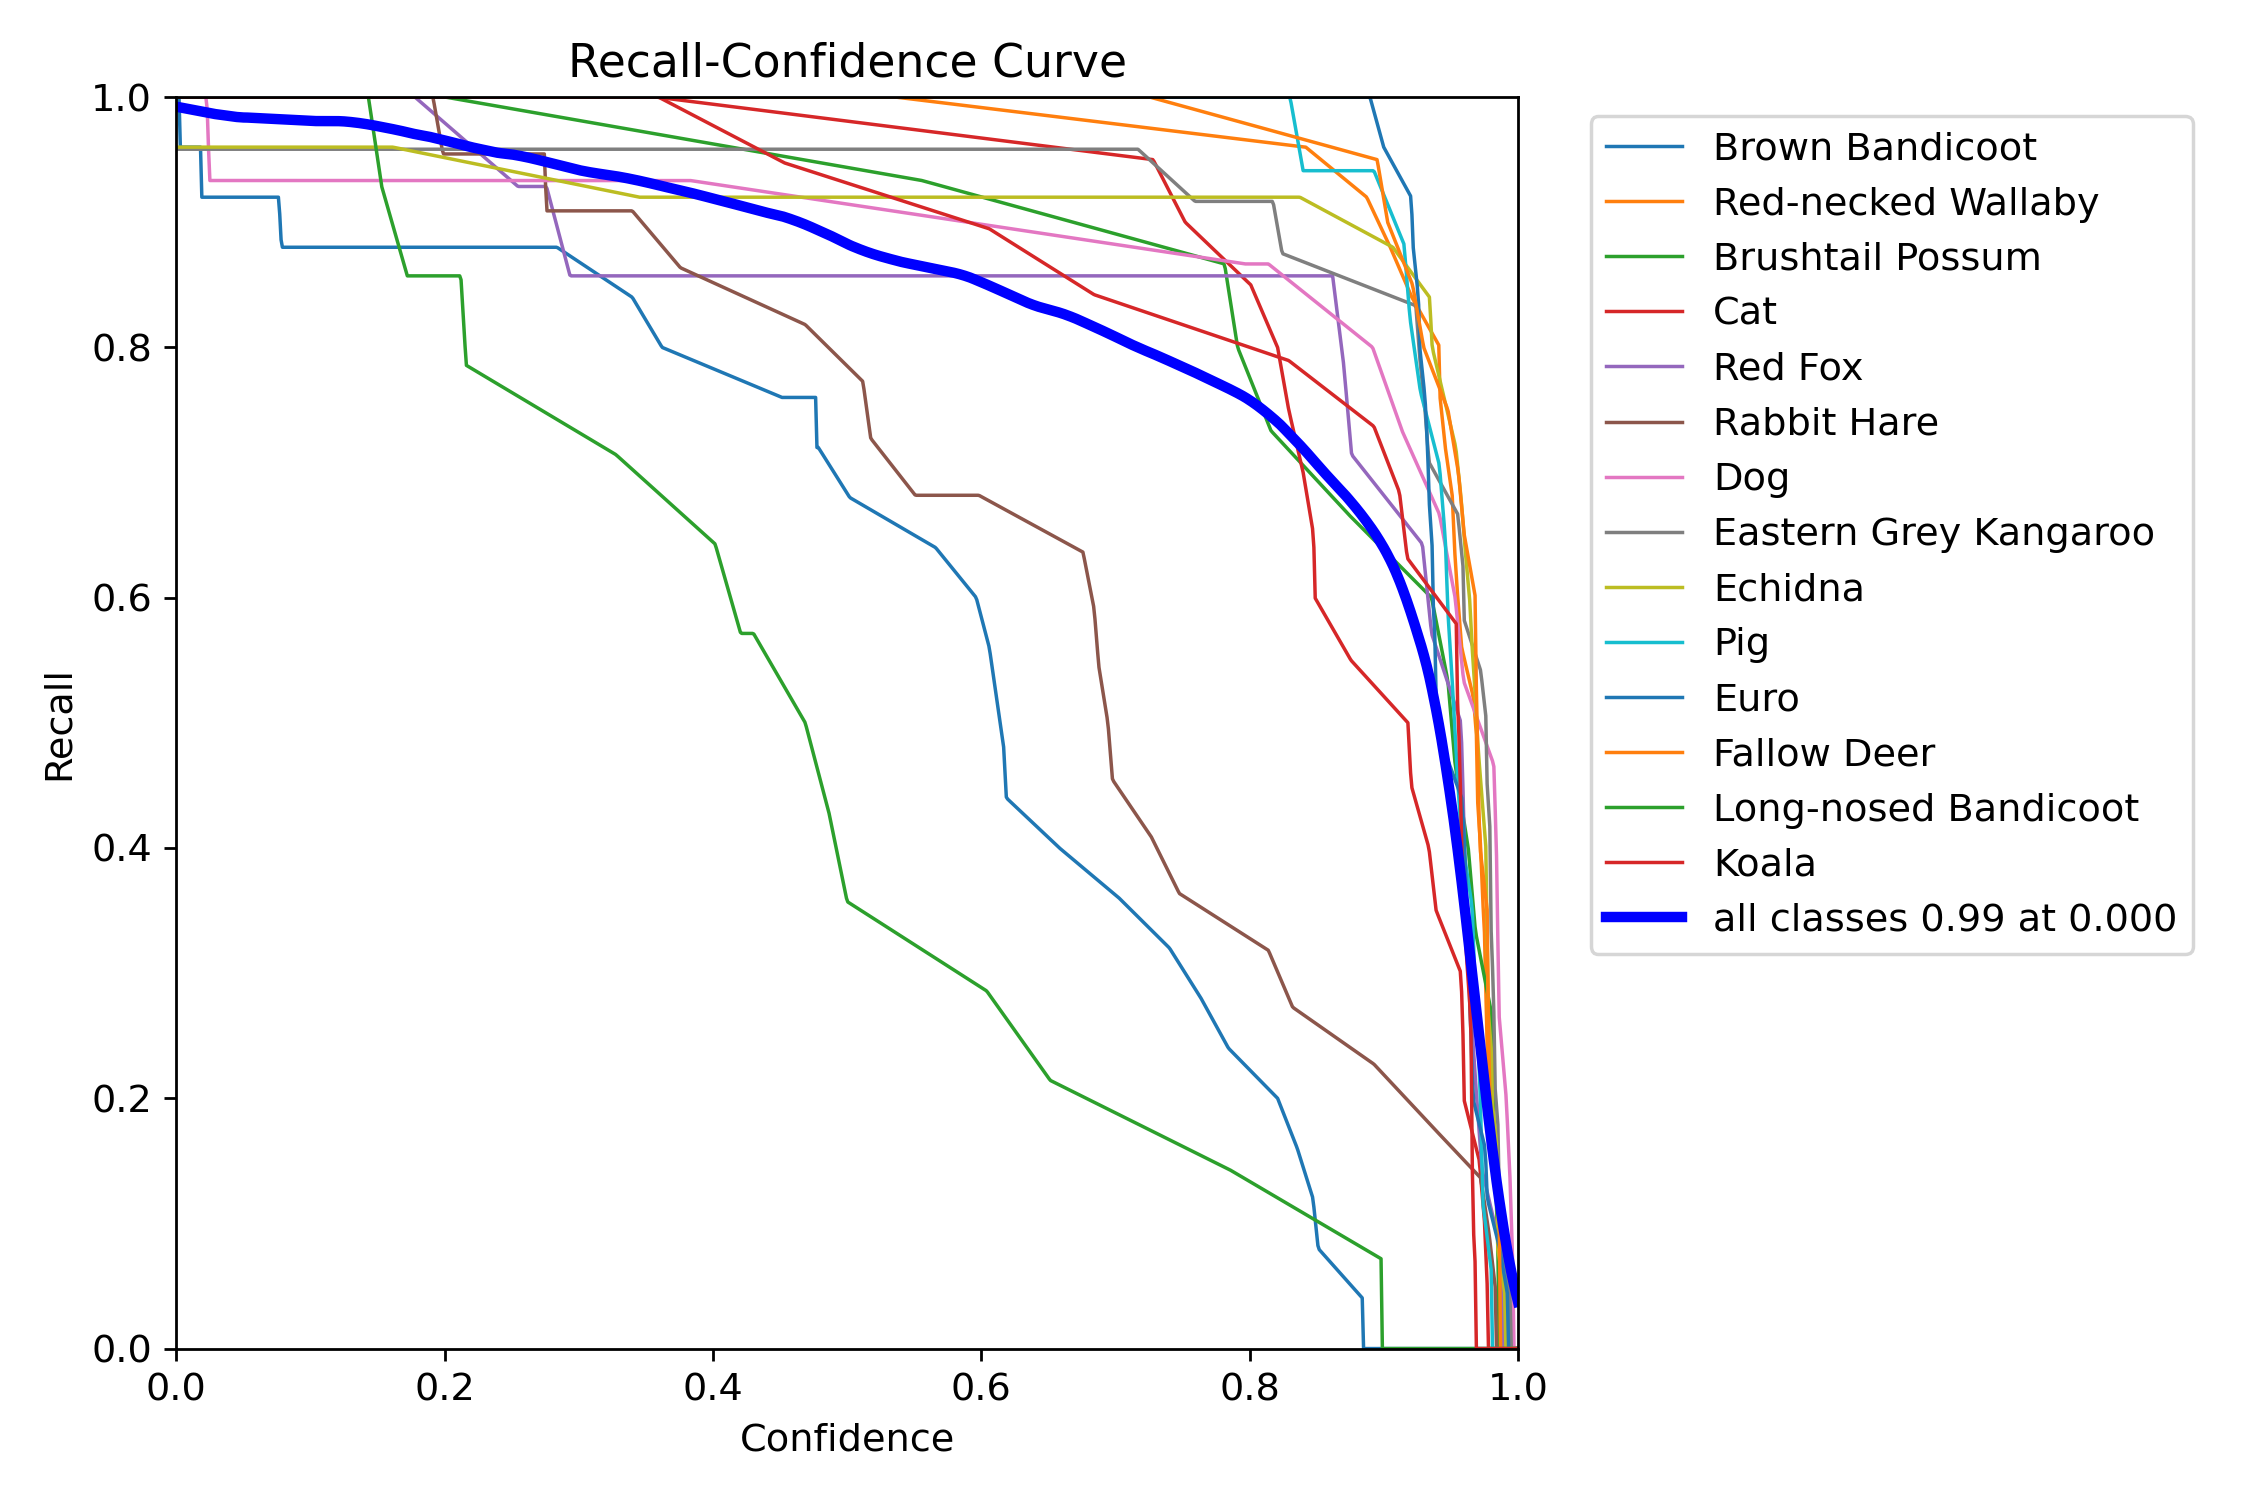 Recall-Confidence Curve
1.0
0.8
0.6
0.4
0.2
0.0
Recall
0.0 0.2 0.4 0.6 0.8 1.0
Confidence
Brown Bandicoot
Red-necked Wallaby
Brushtail Possum
Cat
Red Fox
Rabbit Hare
Dog
Eastern Grey Kangaroo
Echidna
Pig
Euro
Fallow Deer
Long-nosed Bandicoot
Koala
all classes 0.99 at 0.000